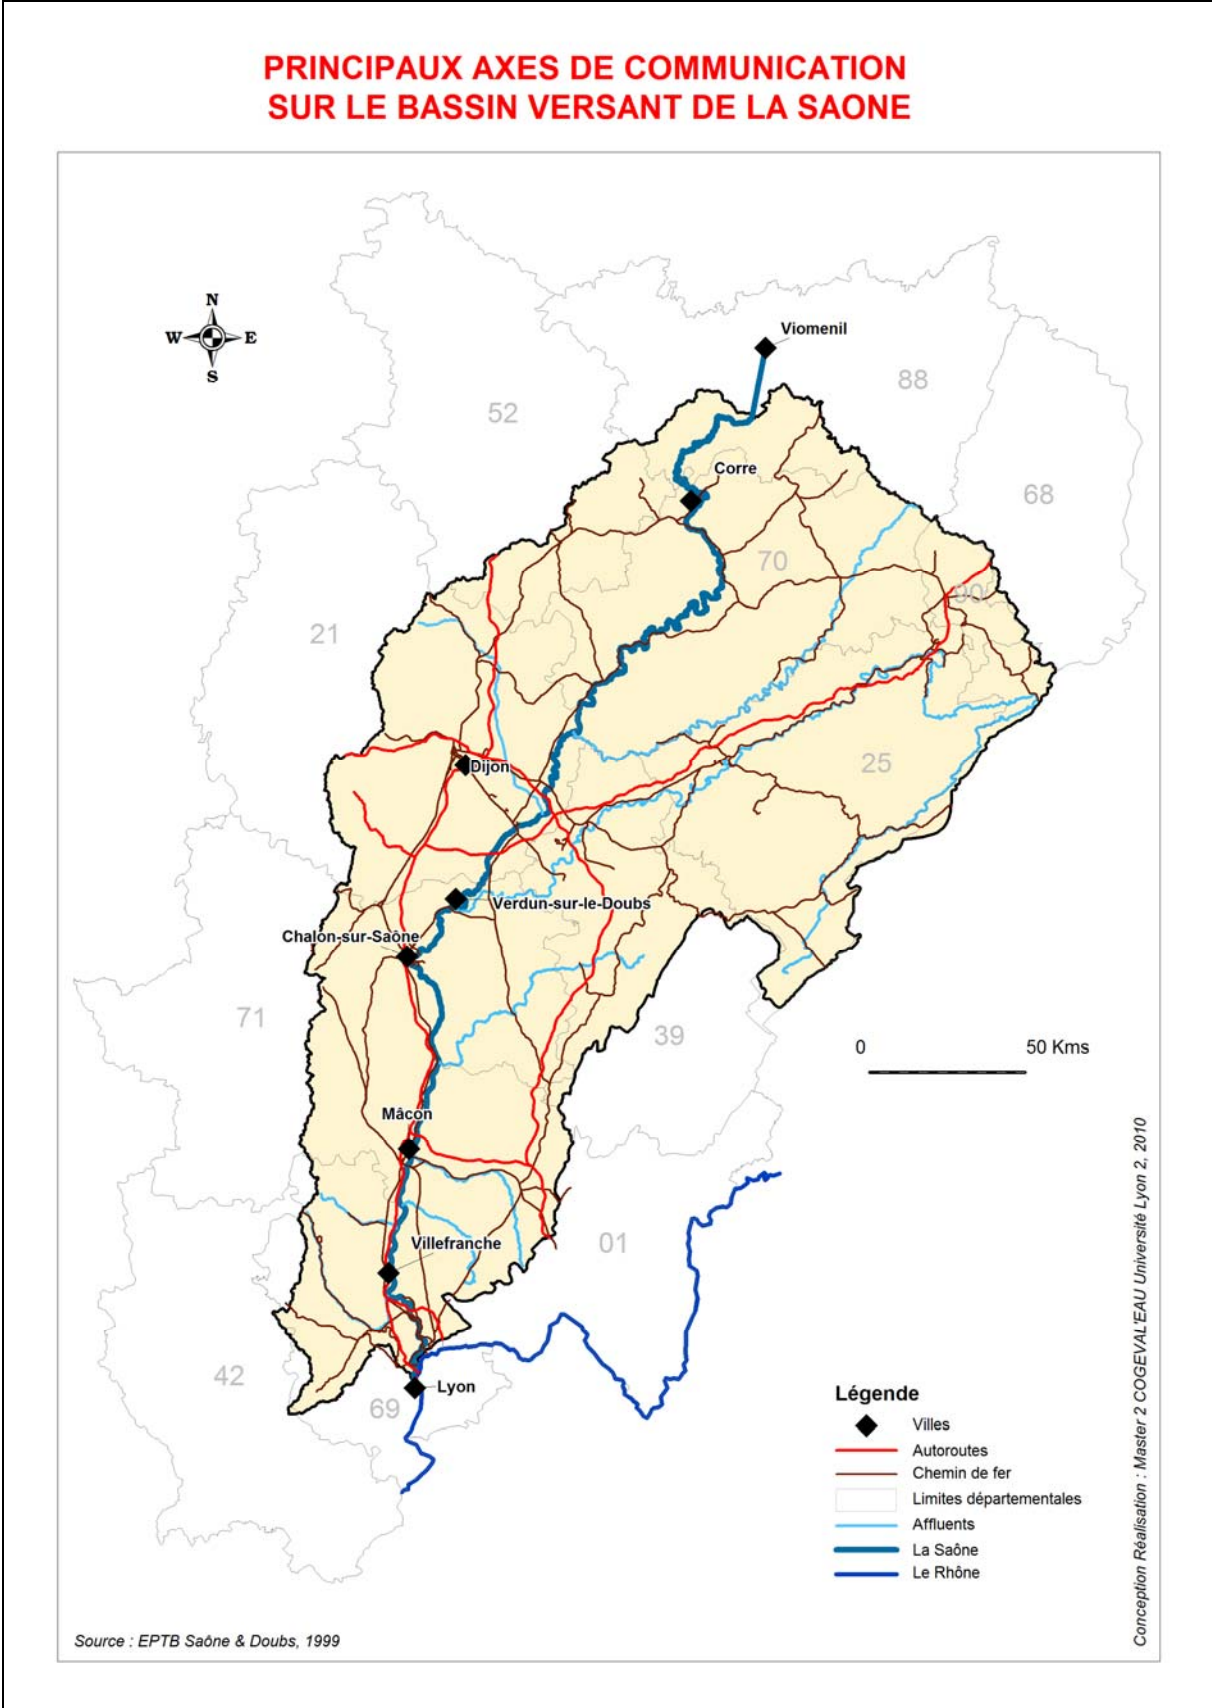 PRINCIPAUX AXES DE COMMUNICATION
SUR LE BASSIN VERSANT DE LA SAONE
N
W
E
S
Viomenil
88
52
Corre
68
70
90
21
Dijon
25
Verdun-sur-le-Doubs
Chalon-sur-Saône
71
39
0
50 Kms
Mâcon
Villefranche
01
42
Lyon
69
Légende
Villes
Autoroutes
Chemin de fer
Limites départementales
Affluents
La Saône
Le Rhône
Source : EPTB Saône & Doubs, 1999
Conception Réalisation : Master 2 COGEVAL'EAU Université Lyon 2, 2010